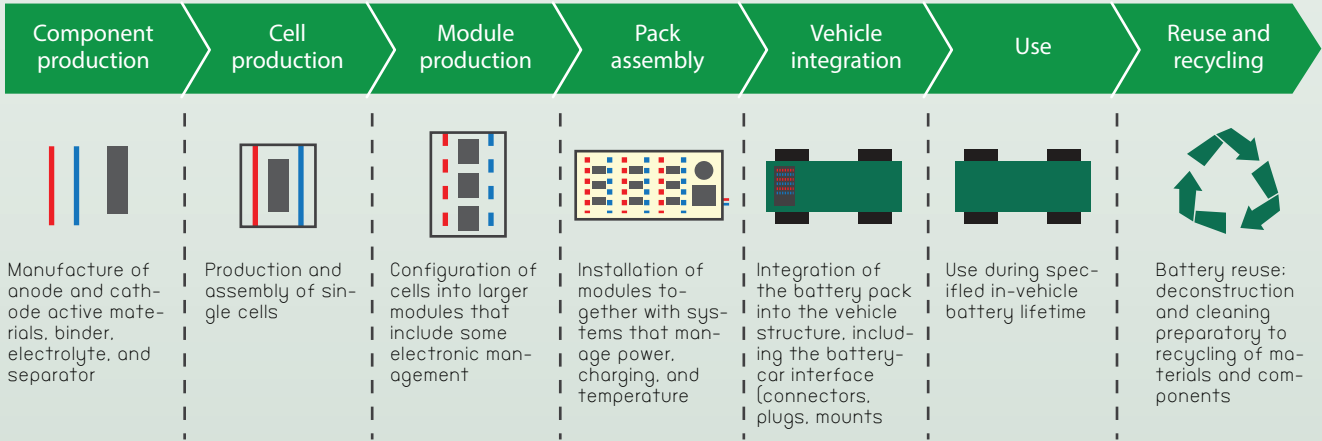 Component
production
Cell
production
Module
production
Pack
assembly
Vehicle
integration
Use
Reuse and
recycling
Manufacture of
anode and cath-
ode active mate-
rials, binder,
electrolyte, and
separator
Production and
assembly of sin-
gle cells
Configuration of
cells into larger
modules that
include some
electronic man-
agement
Installation of
modules to-
gether with sys-
tems that man-
age power,
charging, and
temperature
Integration of
the battery pack
into the vehicle
structure, includ-
ing the battery-
car interface
(connectors,
plugs, mounts
Use during spec-
ified in-vehicle
battery lifetime
Battery reuse:
deconstruction
and cleaning
preparatory to
recycling of ma-
terials and com-
ponents